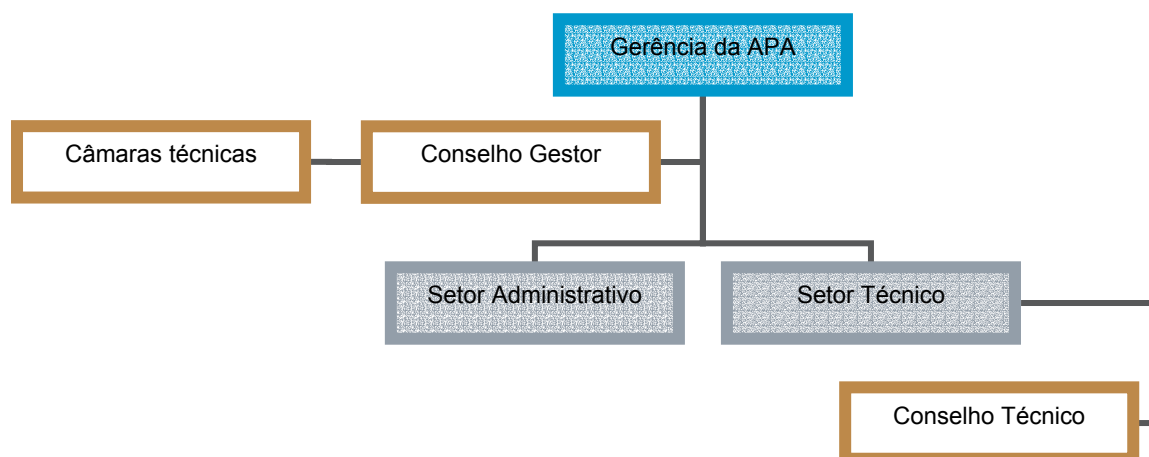 Gerência da APA
Câmaras técnicas
Conselho Gestor
Setor Administrativo
Setor Técnico
Conselho Técnico